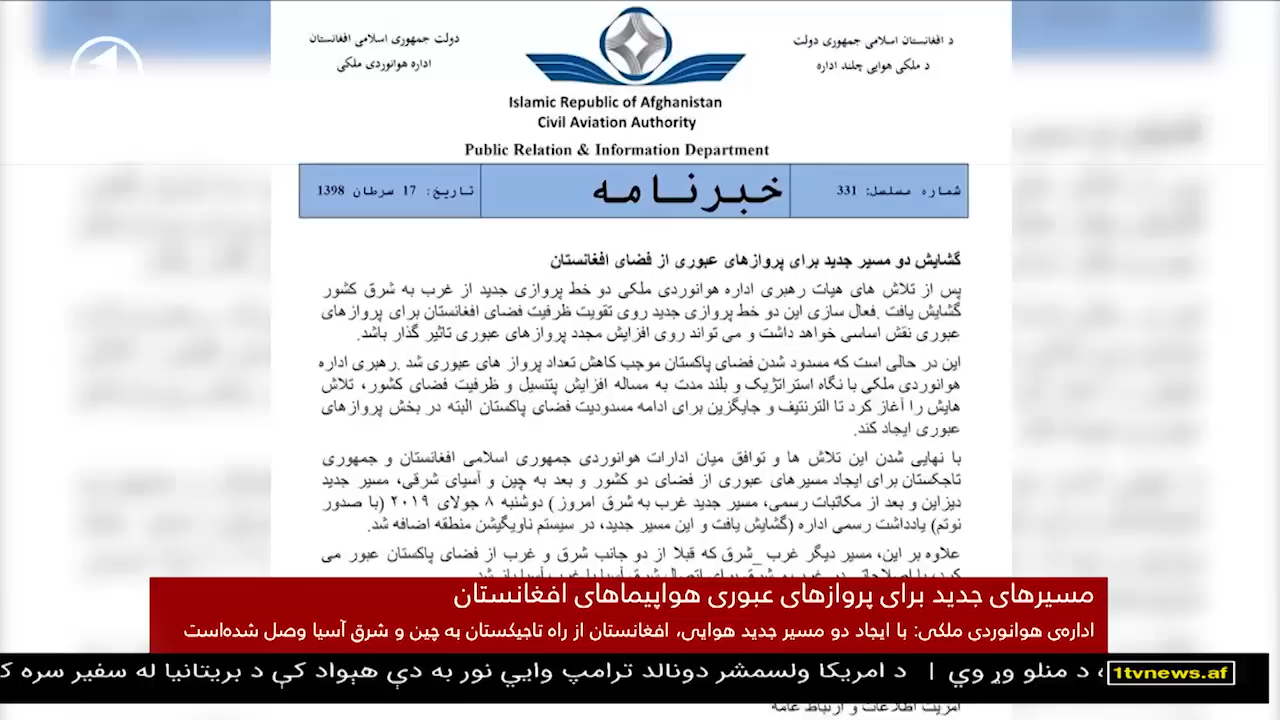 د افغانستان اسلامی جمهوری دولت
د ملکی هوایی چلند اداره
دولت جمهوری اسلامی افغانستان
اداره هوانوردی ملکی
Islamic Republic of Afghanistan
Civil Aviation Authority
Public Relation & Information Department
شماره مسلسل: 331
خبرنامه
تاریخ: 17 سرطان 1398
گشایش دو مسیر جدید برای پروازهای عبوری از فضای افغانستان
پس از تلاش های هیات رهبری اداره هوانوردی ملکی دو خط پروازی جدید از غرب به شرق کشور
گشایش یافت .فعال سازی این دو خط پروازی جدید روی تقویت ظرفیت فضای افغانستان برای پروازهای
عبوری نقش اساسی خواهد داشت و می تواند روی افزایش مجدد پروازهای عبوری تاثیر گذار باشد.
این در حالی است که مسدود شدن فضای پاکستان موجب کاهش تعداد پرواز های عبوری شد .رهبری اداره
هوانوردی ملکی با نگاه استراتژیک و بلند مدت به مساله افزایش پتنسیل و ظرفیت فضای کشور، تلاش
هایش را آغاز کرد تا الترنتیف و جایگزین برای ادامه مسدودیت فضای پاکستان البته در بخش پروازهای
عبوری ایجاد کند.
با نهایی شدن این تلاش ها و توافق میان ادارات هوانوردی جمهوری اسلامی افغانستان و جمهوری
تاجکستان برای ایجاد مسیرهای عبوری از فضای دو کشور و بعد به چین و آسیای شرقی، مسیر جدید
دیزاین و بعد از مکاتبات رسمی، مسیر جدید غرب به شرق امروز) دوشنبه ۸ جولای ۲۰۱۹ (با صدور
نوتم) یادداشت رسمی اداره (گشایش یافت و این مسیر جدید، در سیستم ناویگیشن منطقه اضافه شد.
علاوه بر این، مسیر دیگر غرب_شرق که قبلا از دو جانب شرق و غرب از فضای پاکستان عبور می
مسیرهای جدید برای پروازهای عبوری هواپیماهای افغانستان
اداره‌ی هوانوردی ملکی: با ایجاد دو مسیر جدید هوایی، افغانستان از راه تاجیکستان به چین و شرق آسیا وصل شده‌است
د منلو وړ وي | د امریکا ولسمشر دونالد ترامپ وايي نور به دې هېواد کې د بریتانیا له سفیر سره
1tvnews.af
آمریت اطلاعات و ارتباط عامه